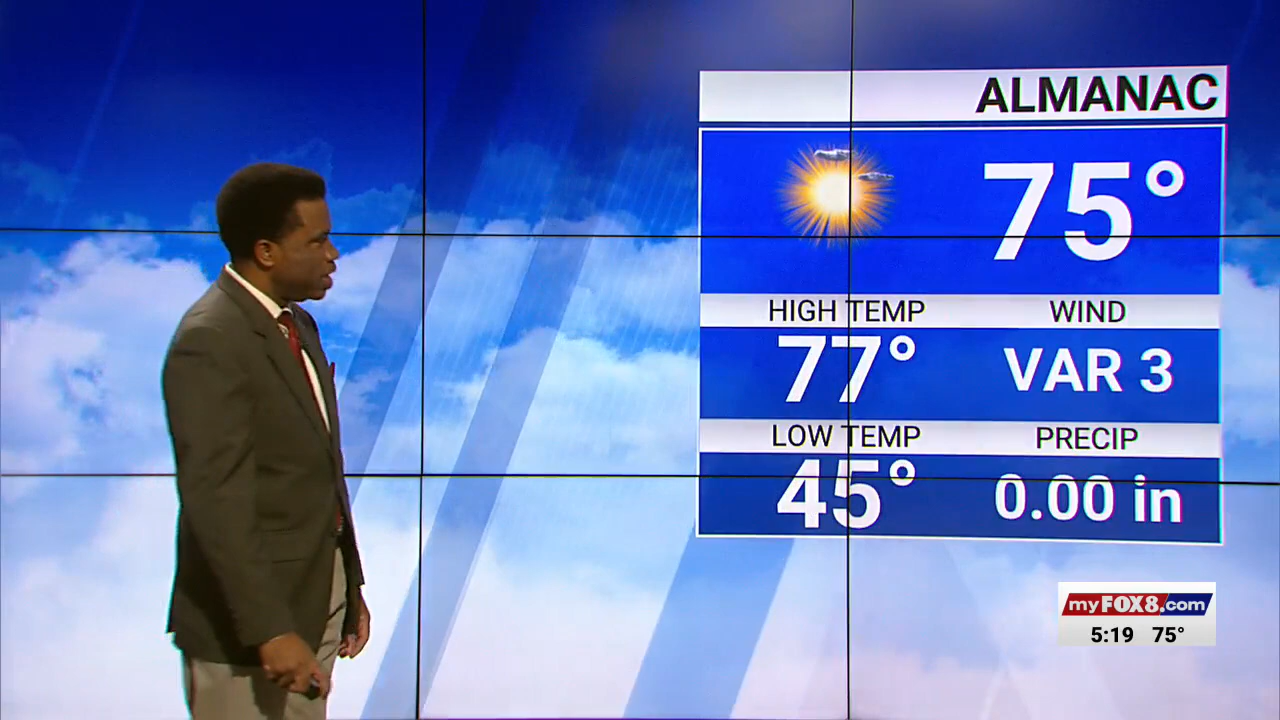 ALMANAC
75°
HIGH TEMP
WIND
77°
VAR 3
LOW TEMP
PRECIP
45°
0.00 in
myFOX8.com
5:19 75°